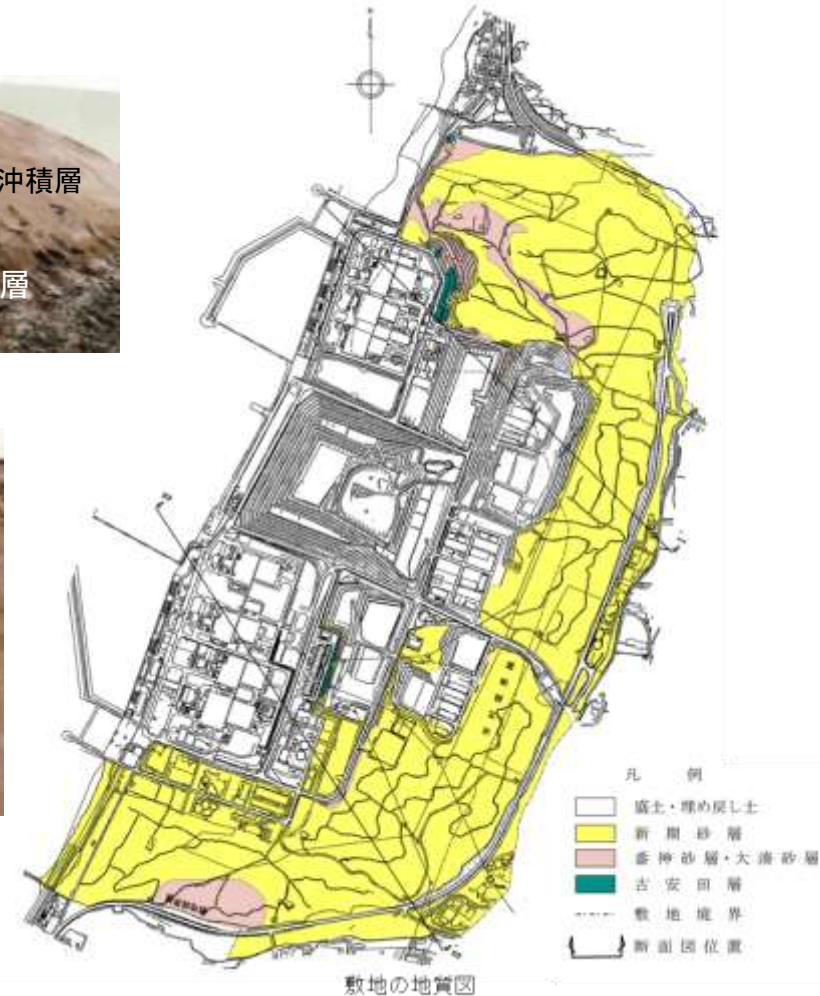 沖積層
層
凡 例
盛土・埋め戻し土
新期砂層
番神砂層・大湊砂層
古安田層
敷地境界
断面図位置
敷地の地質図